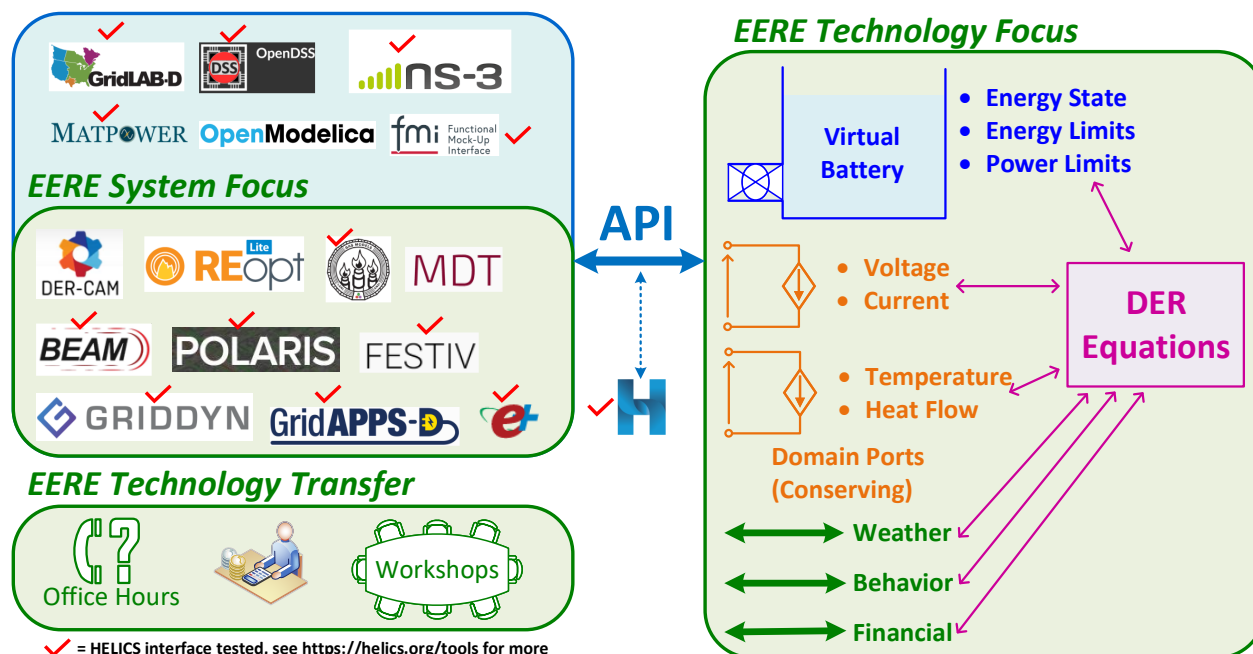 GridLAB-D
DSS
OpenDSS
ns-3
MATPOWER
OpenModelica
fmi Functional
Mock-Up
Interface
EERE System Focus
DER-CAM
REopt
Lite
MDT
BEAM
POLARIS
FESTIV
GRIDDYN
GridAPPS-D
e+
EERE Technology Transfer
Office Hours
Workshops
= HELICS interface tested, see https://helics.org/tools for more
API
H
EERE Technology Focus
Virtual
Battery
• Energy State
• Energy Limits
• Power Limits
• Voltage
• Current
DER
Equations
• Temperature
• Heat Flow
Domain Ports
(Conserving)
Weather
Behavior
Financial